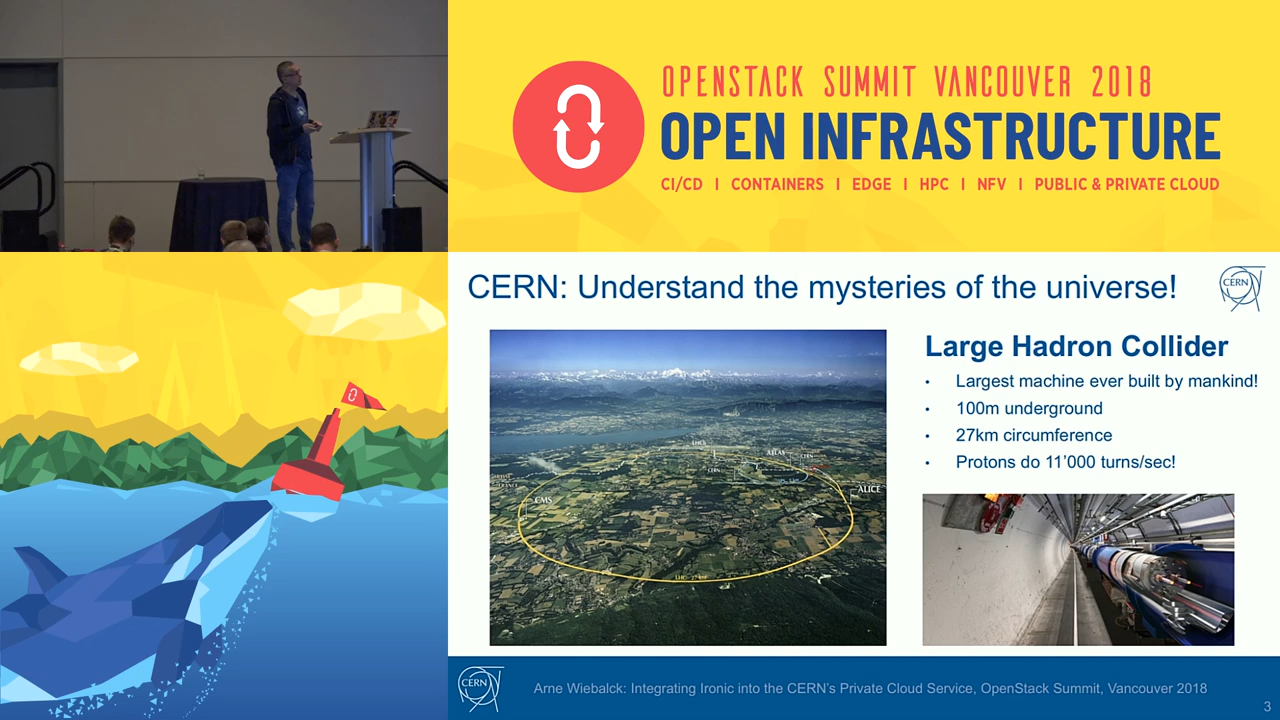 OPENSTACK SUMMIT VANCOUVER 2018
OPEN INFRASTRUCTURE
CI/CD I CONTAINERS I EDGE I HPC I NFV I PUBLIC & PRIVATE CLOUD
CERN: Understand the mysteries of the universe!
CERN
Large Hadron Collider
• Largest machine ever built by mankind!
• 100m underground
• 27km circumference
• Protons do 11’000 turns/sec!
LHCb
ATLAS
CERN
CMS
ALICE
CERN
Arne Wiebalck: Integrating Ironic into the CERN’s Private Cloud Service, OpenStack Summit, Vancouver 2018
3